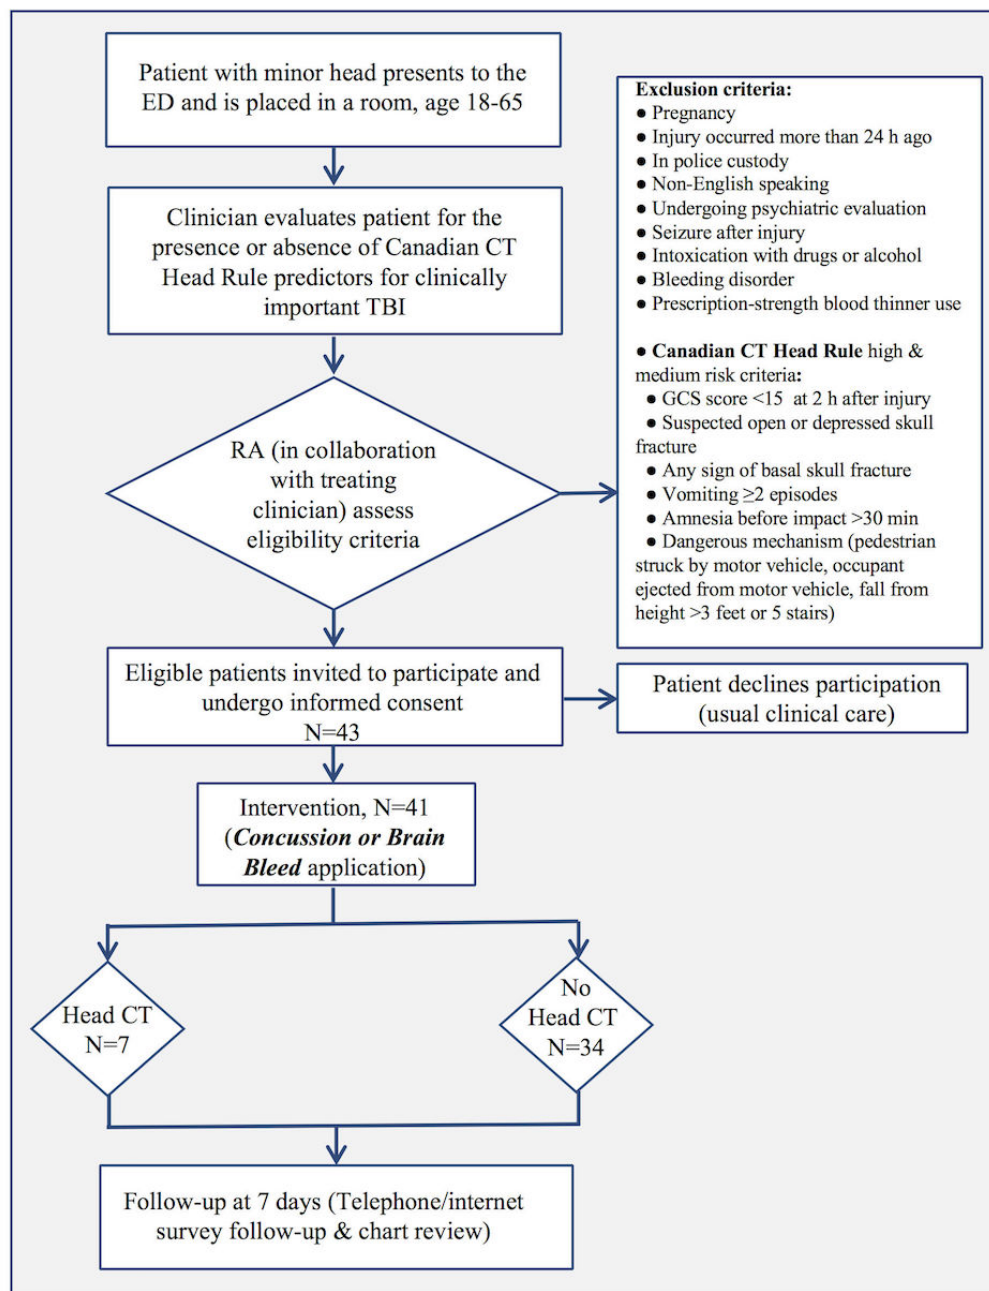 Patient with minor head presents to the
ED and is placed in a room, age 18-65
Clinician evaluates patient for the
presence or absence of Canadian CT
Head Rule predictors for clinically
important TBI
RA (in collaboration
with treating
clinician) assess
eligibility criteria
Exclusion criteria:
● Pregnancy
● Injury occurred more than 24 h ago
● In police custody
● Non-English speaking
● Undergoing psychiatric evaluation
● Seizure after injury
● Intoxication with drugs or alcohol
● Bleeding disorder
● Prescription-strength blood thinner use
● Canadian CT Head Rule high &
medium risk criteria:
● GCS score <15 at 2 h after injury
● Suspected open or depressed skull
fracture
● Any sign of basal skull fracture
● Vomiting ≥2 episodes
● Amnesia before impact >30 min
● Dangerous mechanism (pedestrian
struck by motor vehicle, occupant
ejected from motor vehicle, fall from
height >3 feet or 5 stairs)
Eligible patients invited to participate and
undergo informed consent
N=43
Patient declines participation
(usual clinical care)
Intervention, N=41
(Concussion or Brain
Bleed application)
Head CT
N=7
No
Head CT
N=34
Follow-up at 7 days (Telephone/internet
survey follow-up & chart review)